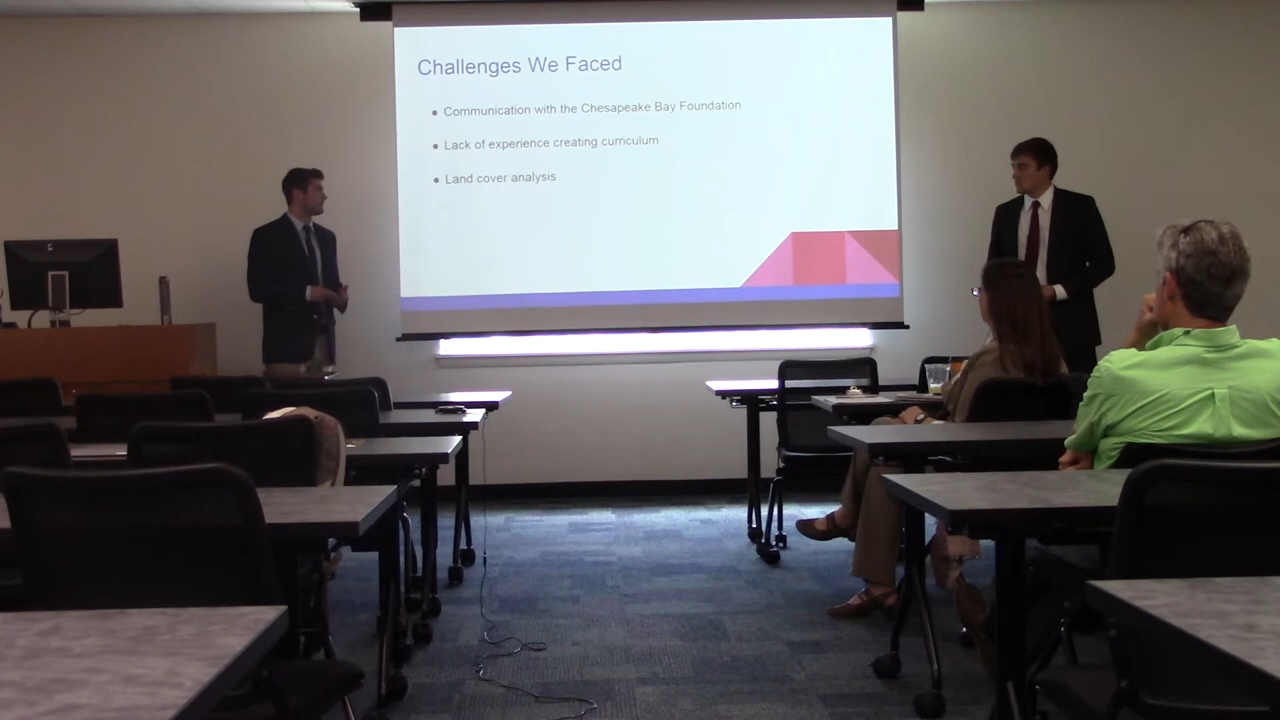 Challenges We Faced
● Communication with the Chesapeake Bay Foundation
● Lack of experience creating curriculum
● Land cover analysis